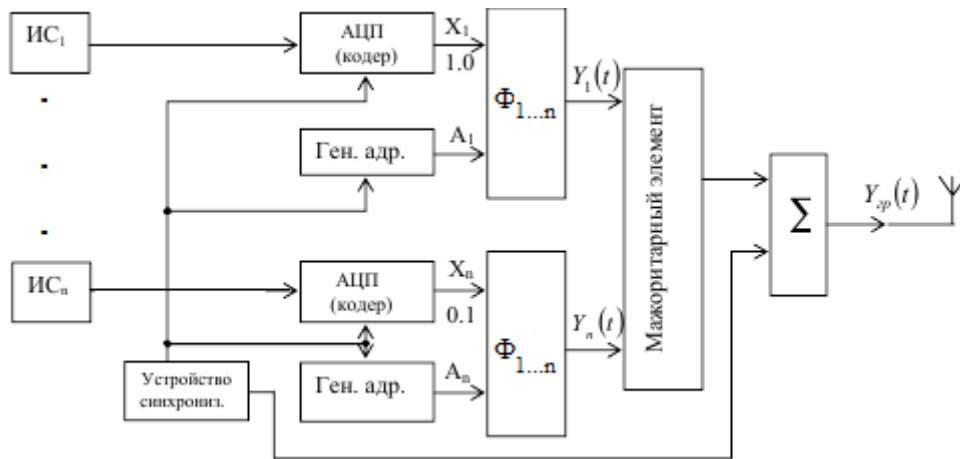 ИС₁
АЦП
(кодер)
X₁
1.0
Ф₁...ₙ
Y₁(t)
Ген. адр.
A₁
Мажоритарный элемент
Σ
Yгр(t)
ИСₙ
АЦП
(кодер)
Xₙ
0.1
Ф₁...ₙ
Yₙ(t)
Ген. адр.
Aₙ
Устройство
синхрониз.